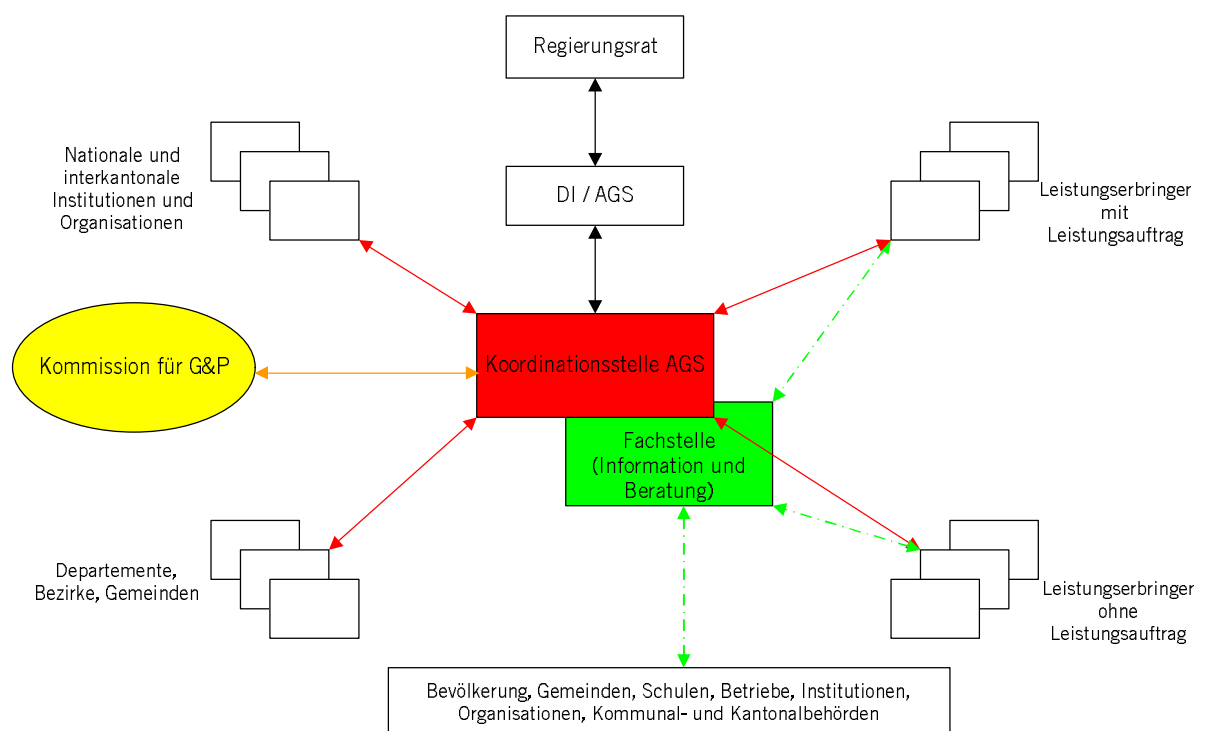 Regierungsrat
Nationale und
interkantonale
Institutionen und
Organisationen
DI / AGS
Leistungserbringer
mit
Leistungsauftrag
Kommission für G&P
Koordinationsstelle AGS
Fachstelle
(Information und
Beratung)
Departemente,
Bezirke, Gemeinden
Leistungserbringer
ohne
Leistungsauftrag
Bevölkerung, Gemeinden, Schulen, Betriebe, Institutionen,
Organisationen, Kommunal- und Kantonalbehörden